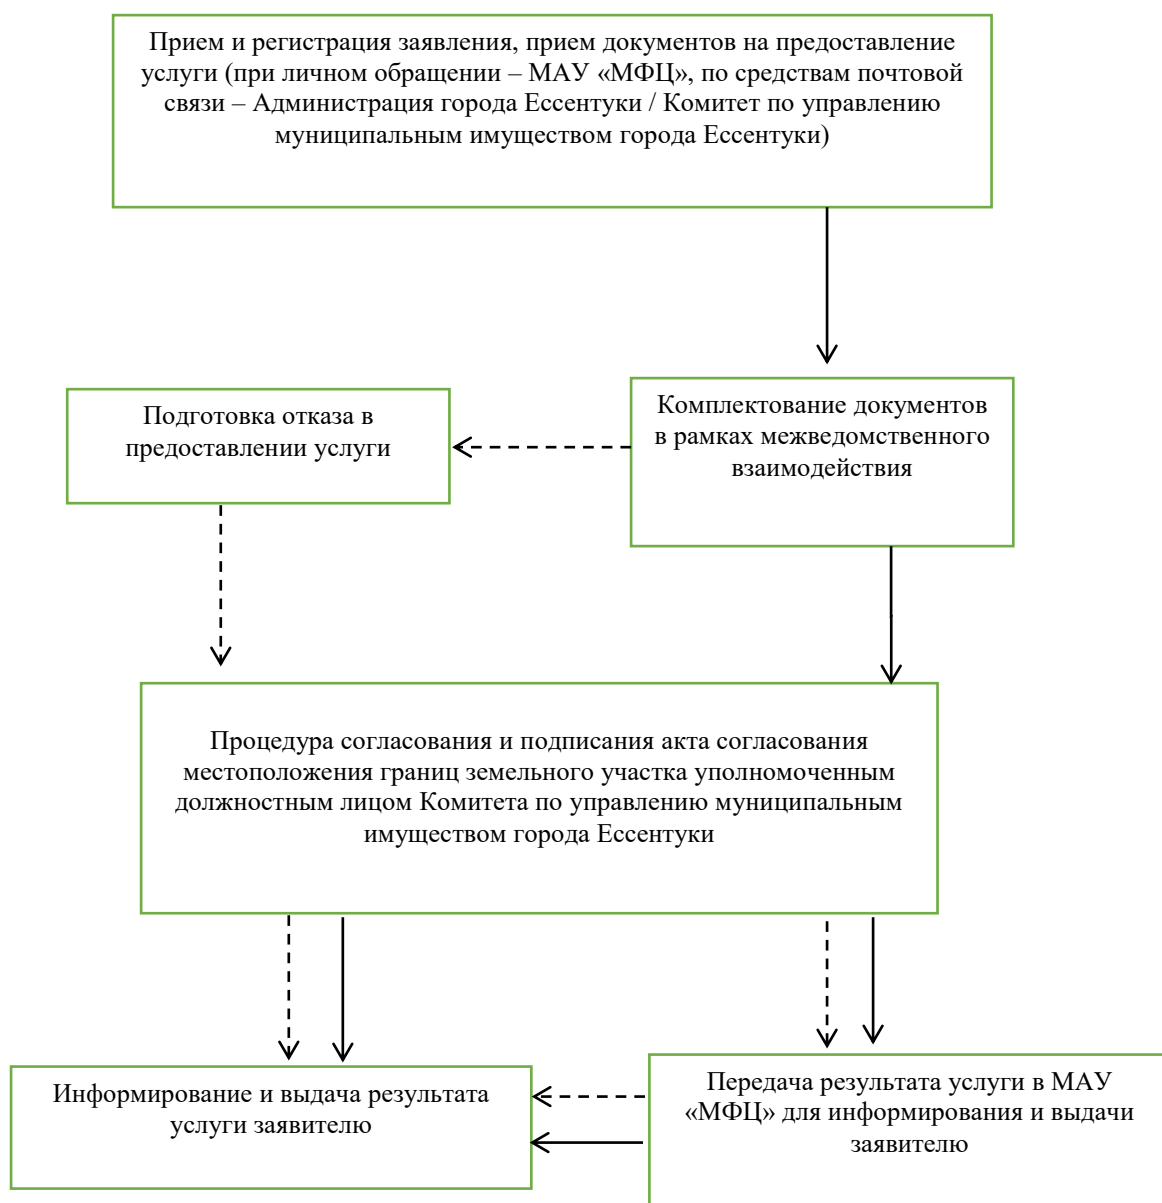 Прием и регистрация заявления, прием документов на предоставление
услуги (при личном обращении – МАУ «МФЦ», по средствам почтовой
связи – Администрация города Ессентуки / Комитет по управлению
муниципальным имуществом города Ессентуки)
Подготовка отказа в
предоставлении услуги
Комплектование документов
в рамках межведомственного
взаимодействия
Процедура согласования и подписания акта согласования
местоположения границ земельного участка уполномоченным
должностным лицом Комитета по управлению муниципальным
имуществом города Ессентуки
Информирование и выдача результата
услуги заявителю
Передача результата услуги в МАУ
«МФЦ» для информирования и выдачи
заявителю